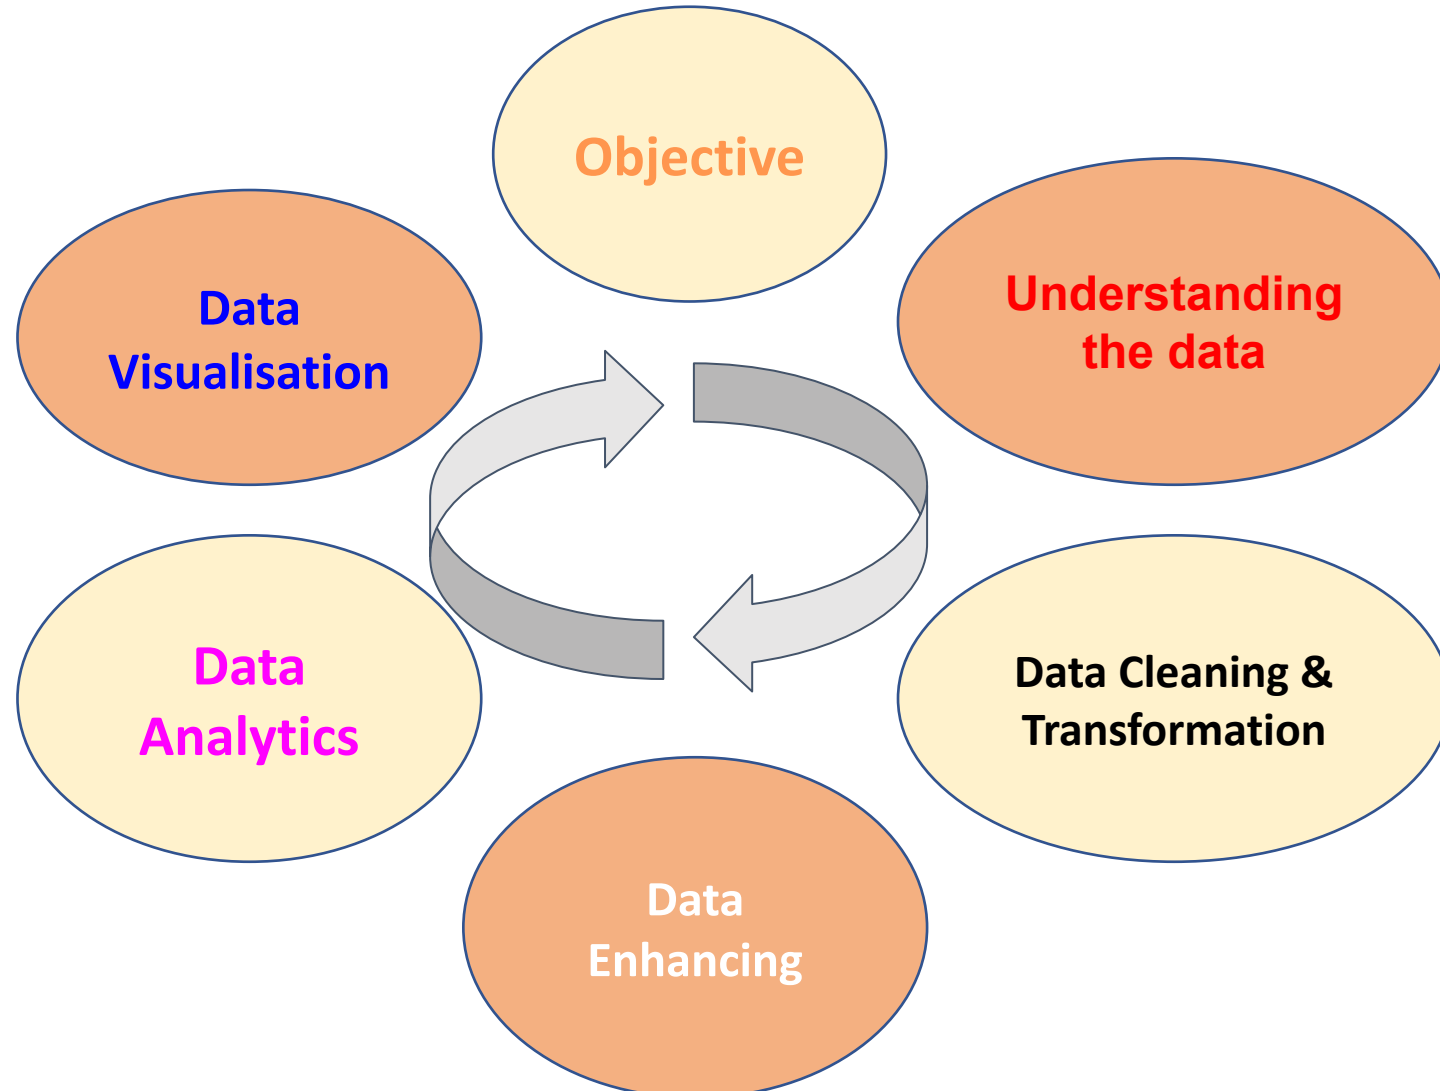 Objective
Understanding
the data
Data Cleaning &
Transformation
Data
Enhancing
Data
Analytics
Data
Visualisation